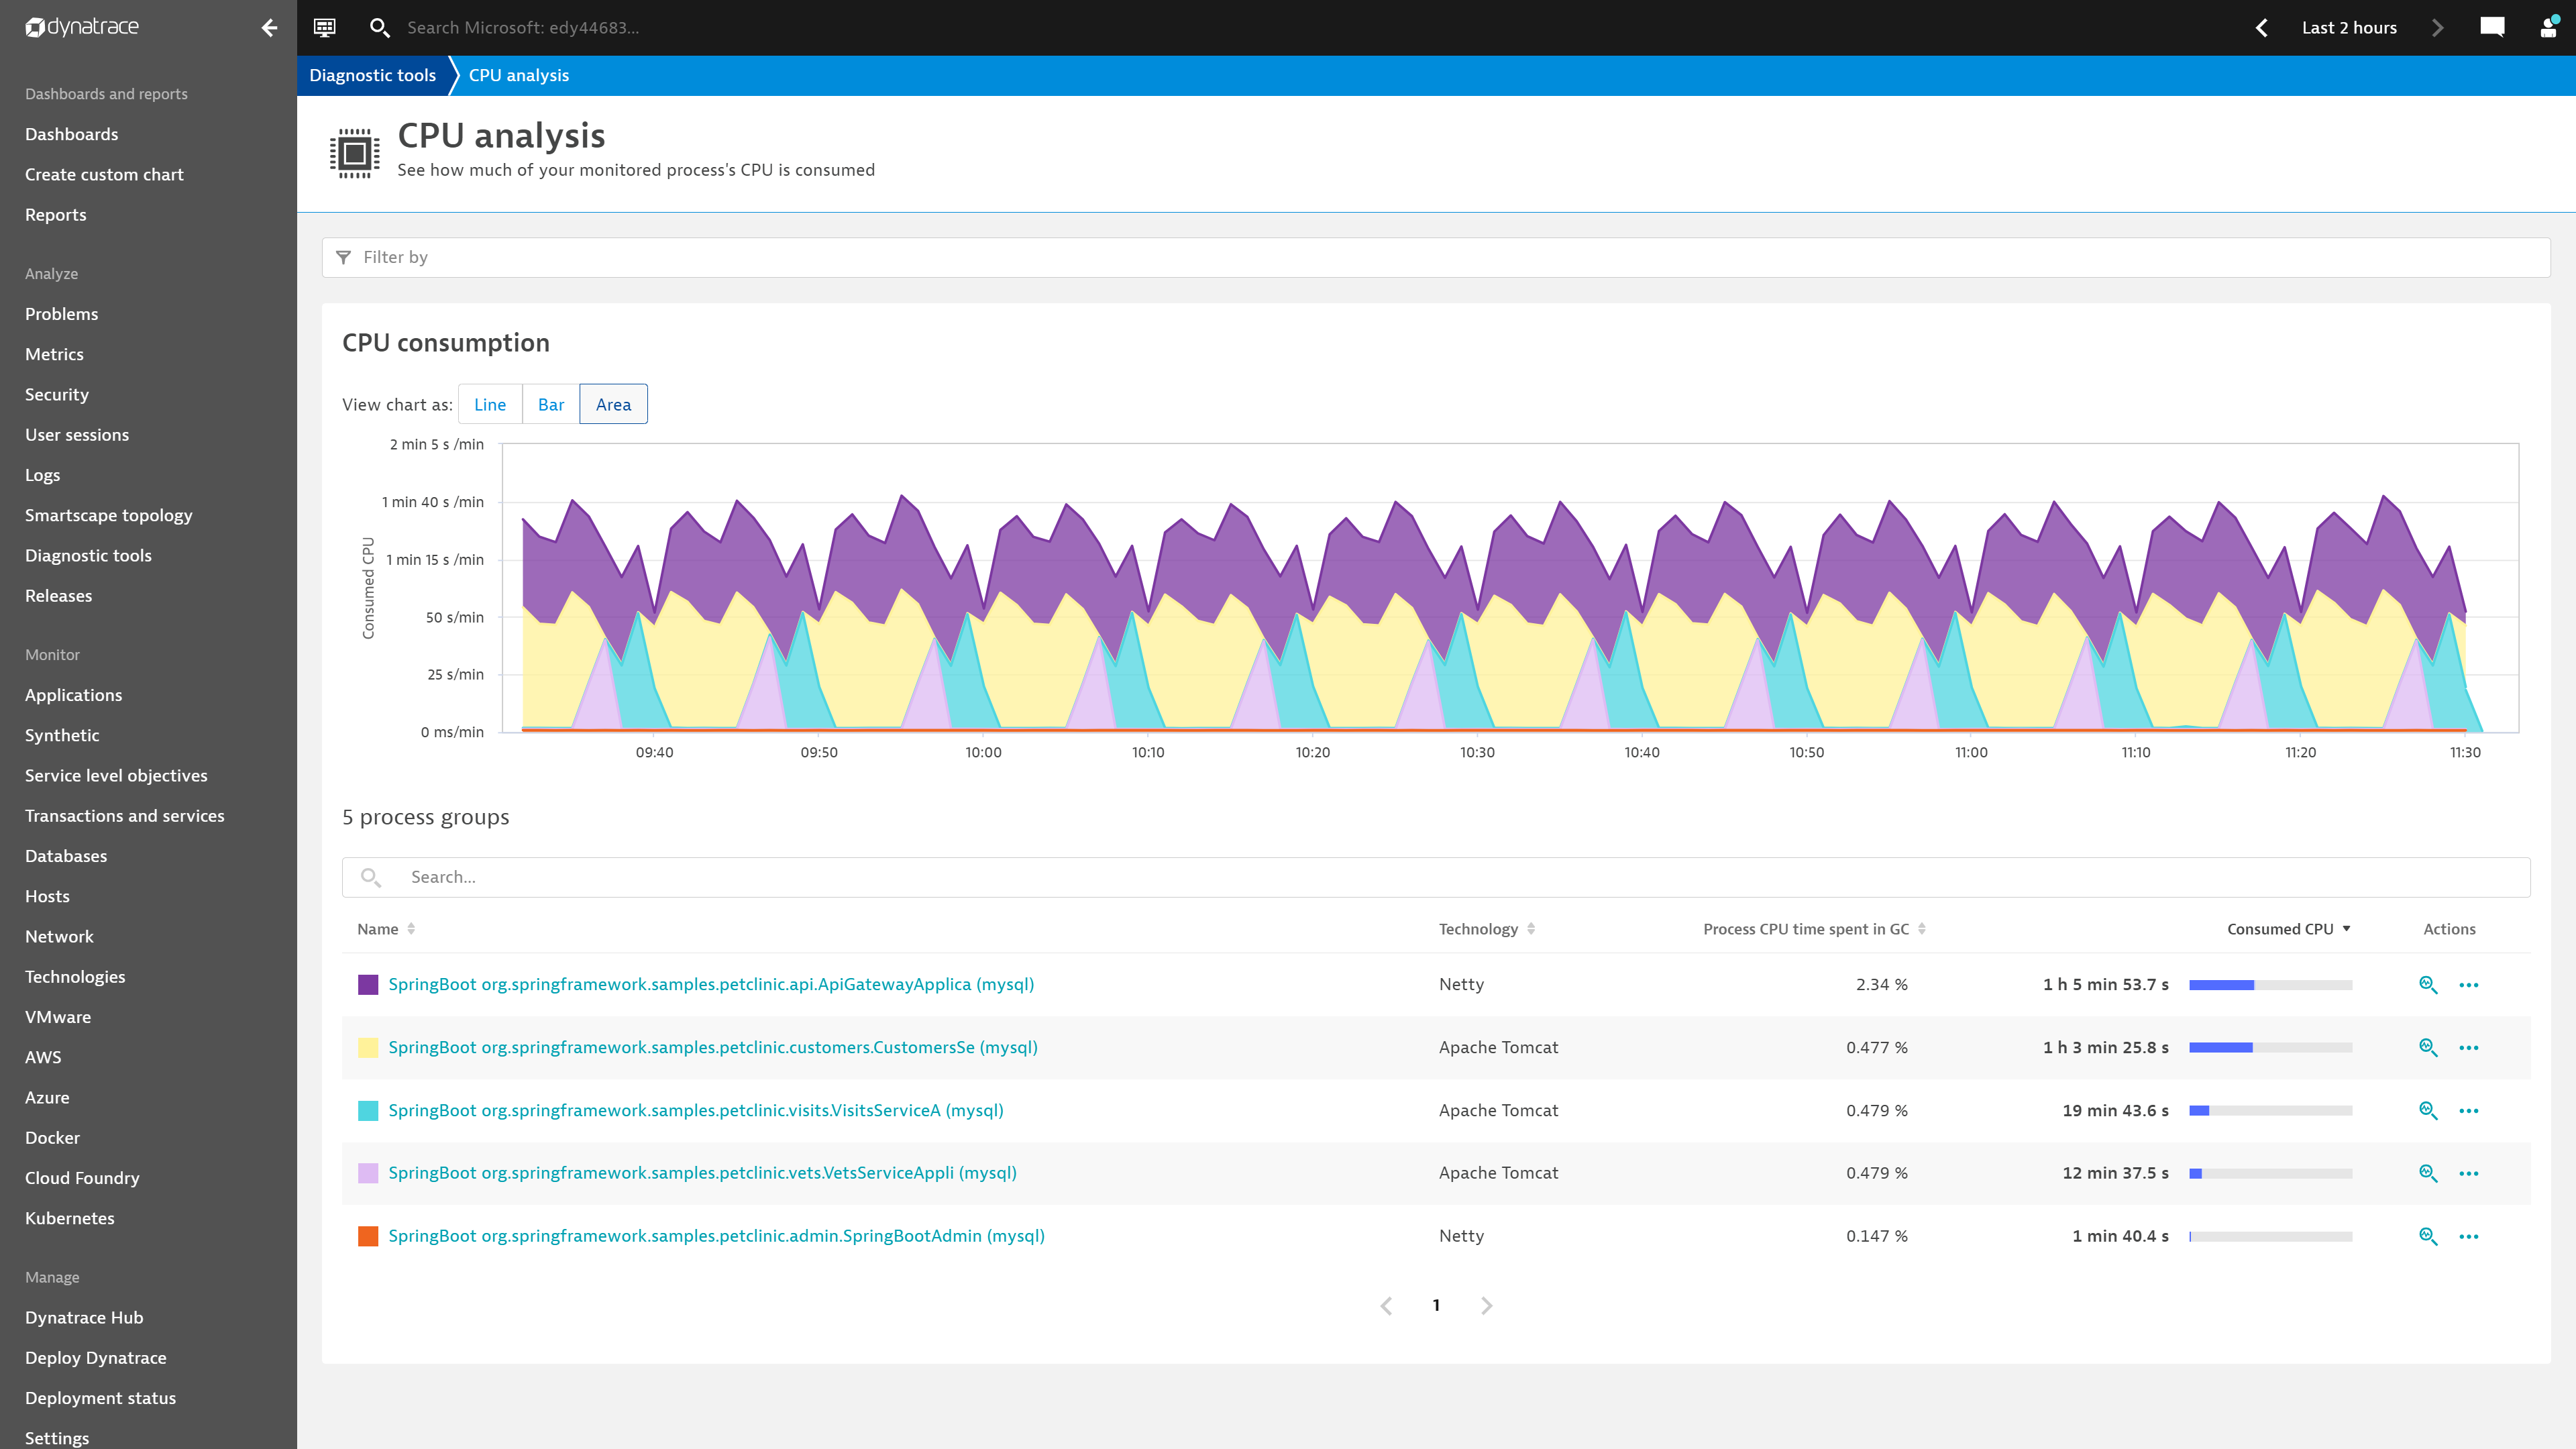 dynatrace
Search Microsoft: edy44683...
Last 2 hours
Diagnostic tools
CPU analysis
Dashboards and reports
Dashboards
Create custom chart
Reports
Analyze
Problems
Metrics
Security
User sessions
Logs
Smartscape topology
Diagnostic tools
Releases
Monitor
Applications
Synthetic
Service level objectives
Transactions and services
Databases
Hosts
Network
Technologies
VMware
AWS
Azure
Docker
Cloud Foundry
Kubernetes
Manage
Dynatrace Hub
Deploy Dynatrace
Deployment status
Settings
CPU analysis
See how much of your monitored process's CPU is consumed
Filter by
CPU consumption
View chart as: Line Bar Area
Consumed CPU
2 min 5 s /min
1 min 40 s /min
1 min 15 s /min
50 s/min
25 s/min
0 ms/min
09:40 09:50 10:00 10:10 10:20 10:30 10:40 10:50 11:00 11:10 11:20 11:30
5 process groups
Search...
Name Technology Process CPU time spent in GC Consumed CPU Actions
SpringBoot org.springframework.samples.petclinic.api.ApiGatewayApplica (mysql) Netty 2.34 % 1 h 5 min 53.7 s
SpringBoot org.springframework.samples.petclinic.customers.CustomersSe (mysql) Apache Tomcat 0.477 % 1 h 3 min 25.8 s
SpringBoot org.springframework.samples.petclinic.visits.VisitsServiceA (mysql) Apache Tomcat 0.479 % 19 min 43.6 s
SpringBoot org.springframework.samples.petclinic.vets.VetsServiceAppli (mysql) Apache Tomcat 0.479 % 12 min 37.5 s
SpringBoot org.springframework.samples.petclinic.admin.SpringBootAdmin (mysql) Netty 0.147 % 1 min 40.4 s
1